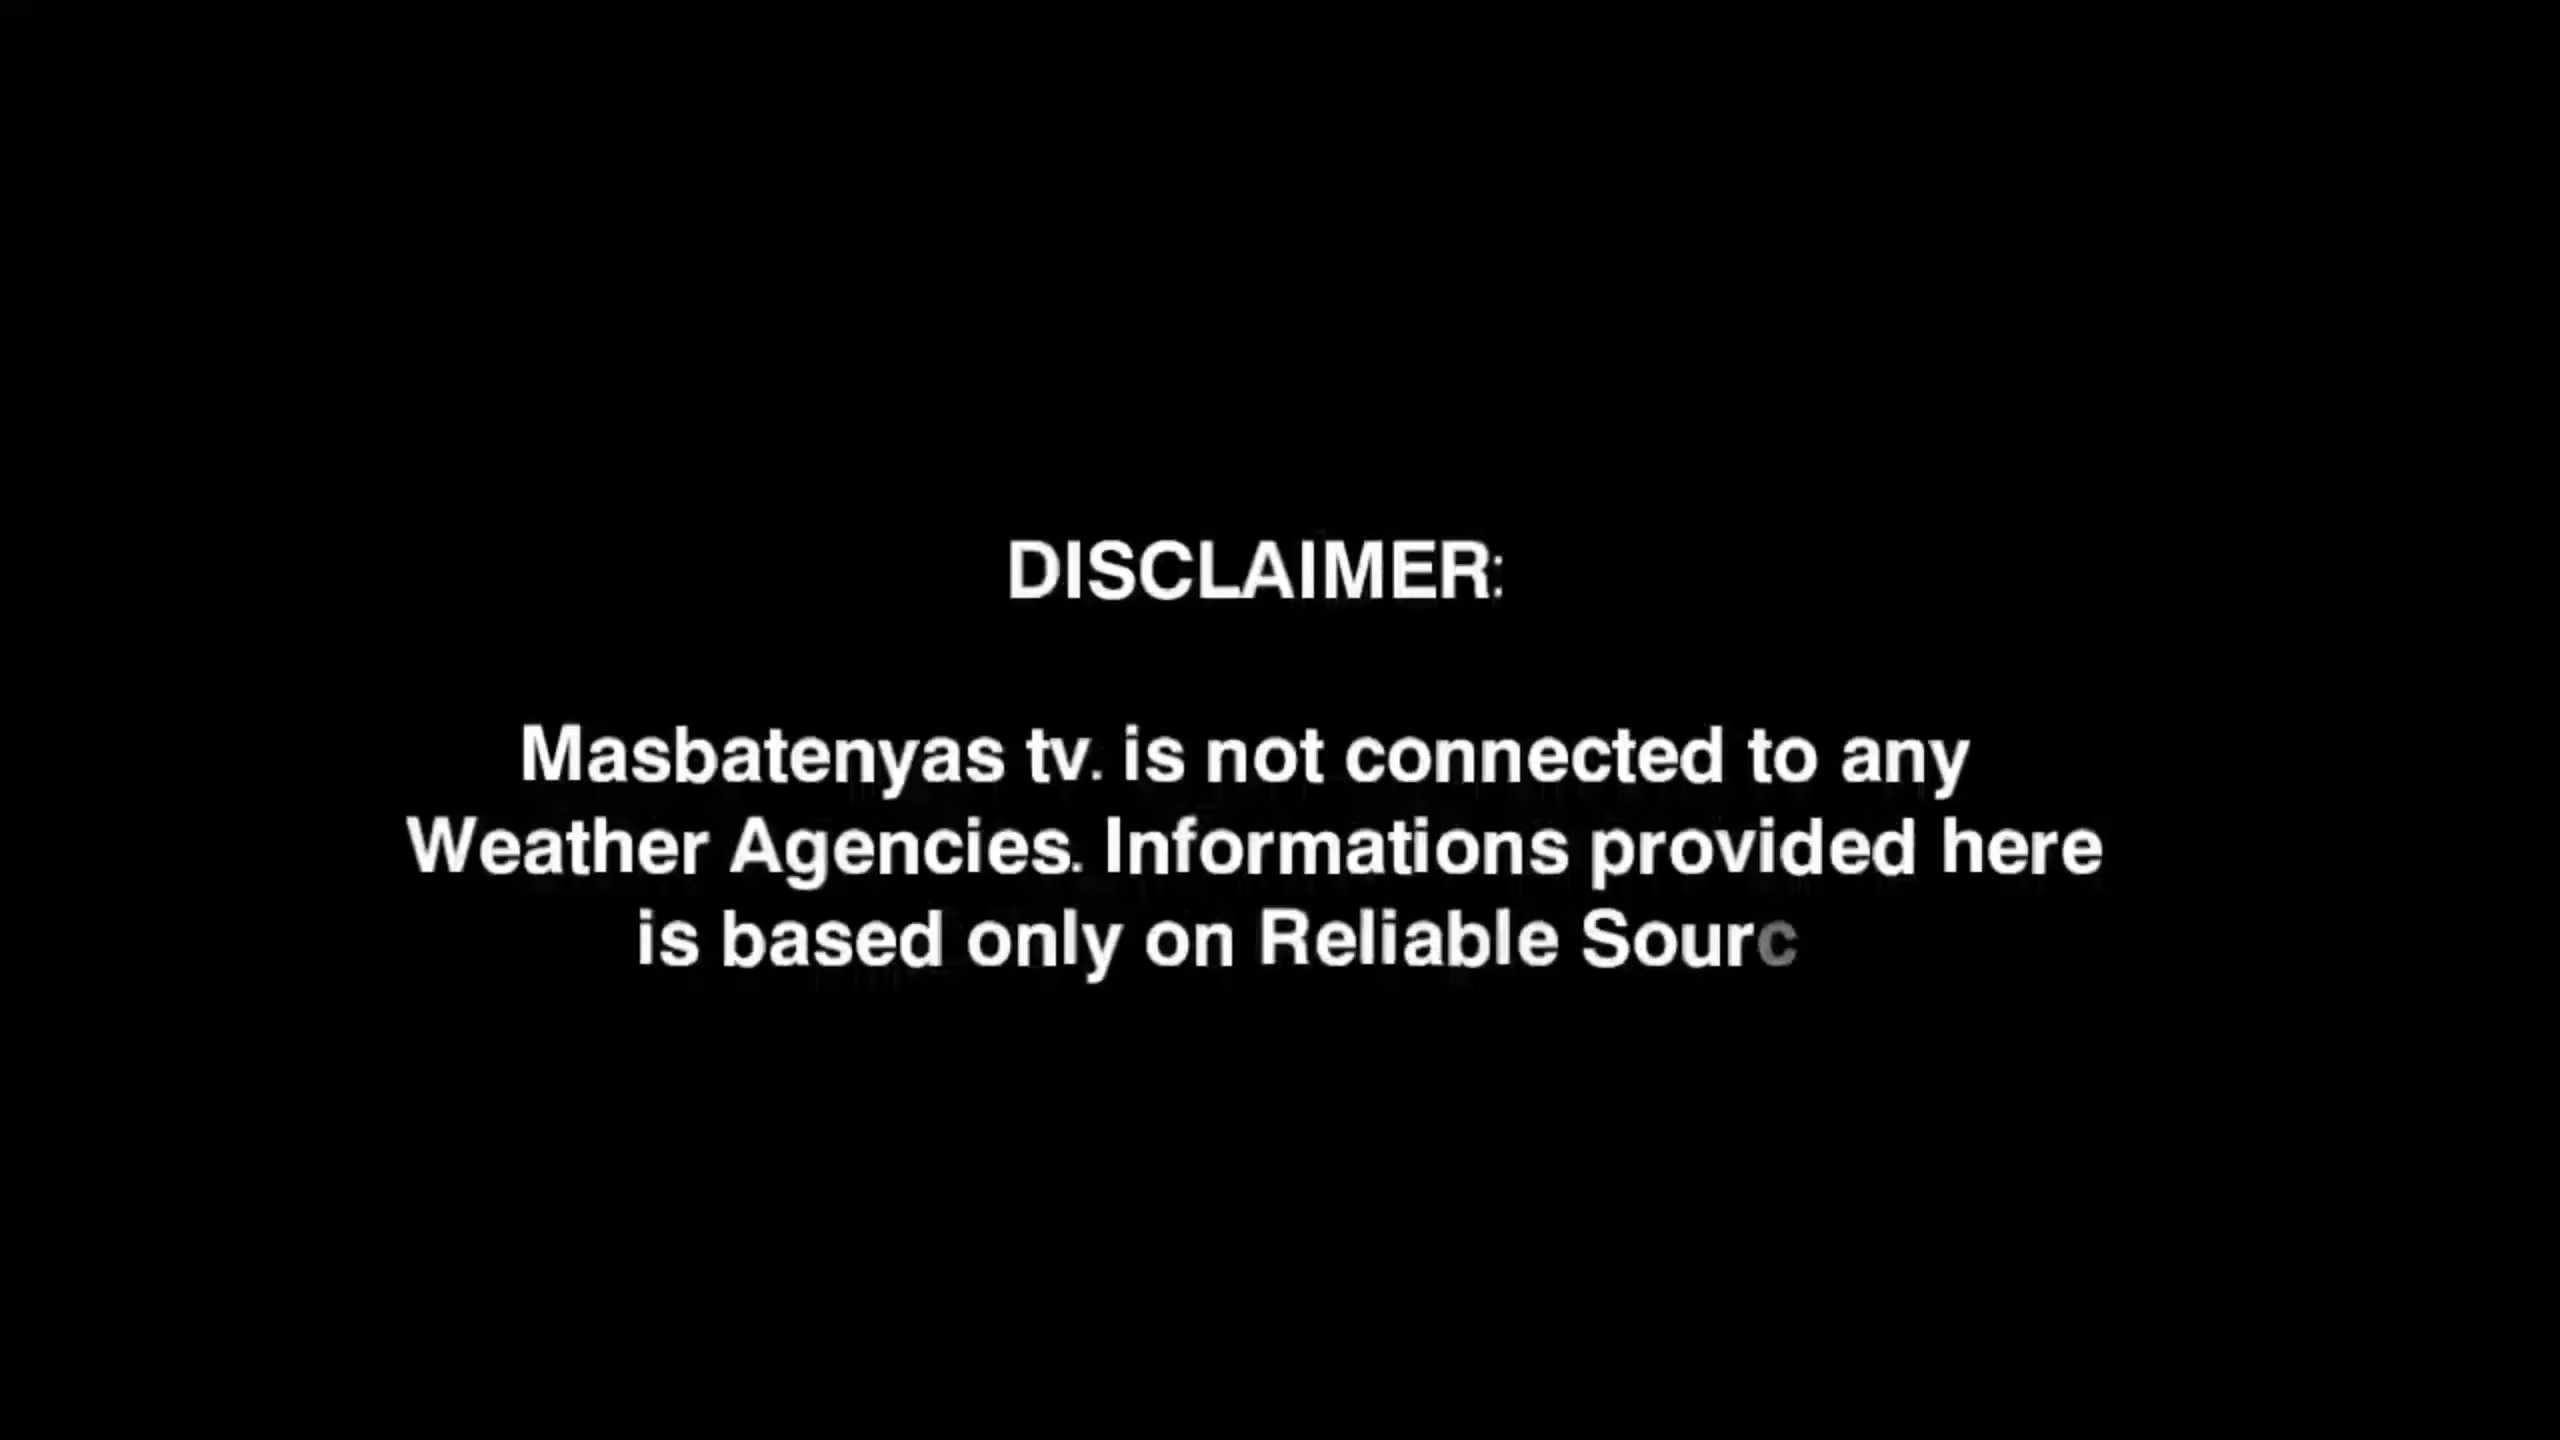 DISCLAIMER:
Masbatenyas tv. is not connected to any
Weather Agencies. Informations provided here
is based only on Reliable Sourc